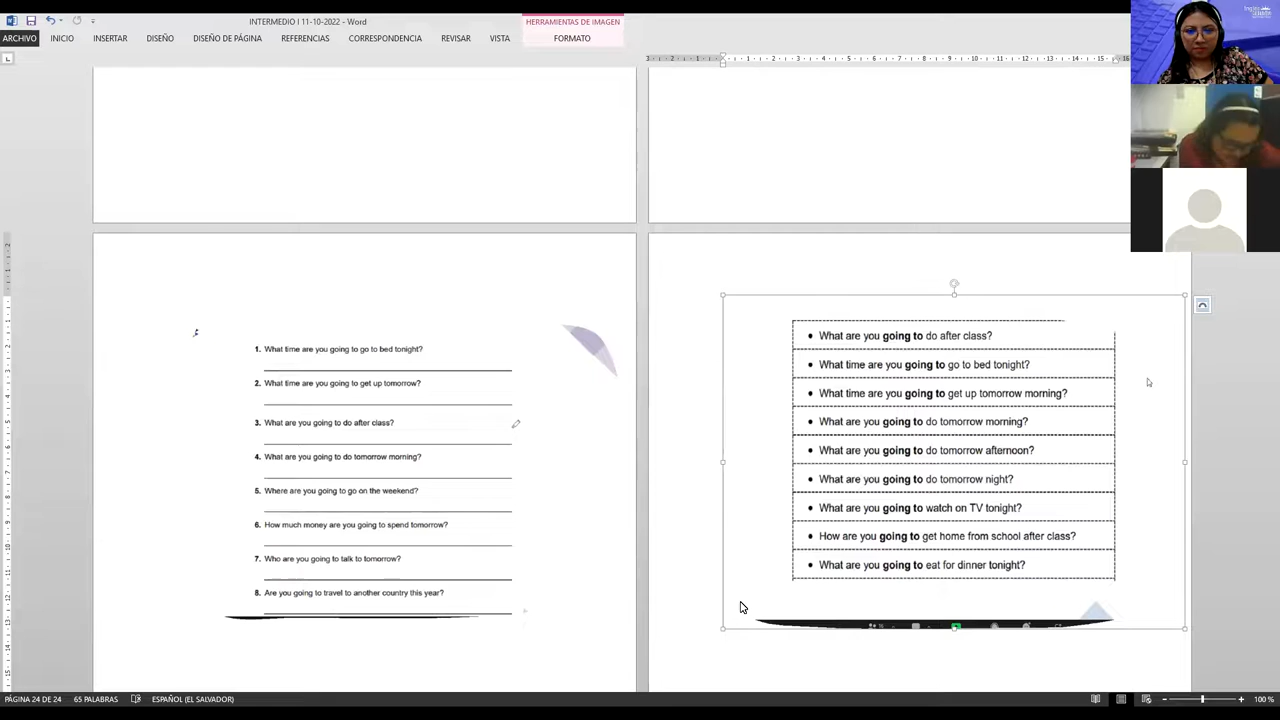 INTERMEDIO I 11-10-2022 - Word
HERRAMIENTAS DE IMAGEN
ARCHIVO INICIO INSERTAR DISEÑO DISEÑO DE PÁGINA REFERENCIAS CORRESPONDENCIA REVISAR VISTA FORMATO
1. What time are you going to go to bed tonight?
2. What time are you going to get up tomorrow?
3. What are you going to do after class?
4. What are you going to do tomorrow morning?
5. Where are you going to go on the weekend?
6. How much money are you going to spend tomorrow?
7. Who are you going to talk to tomorrow?
8. Are you going to travel to another country this year?
• What are you going to do after class?
• What time are you going to go to bed tonight?
• What time are you going to get up tomorrow morning?
• What are you going to do tomorrow morning?
• What are you going to do tomorrow afternoon?
• What are you going to do tomorrow night?
• What are you going to watch on TV tonight?
• How are you going to get home from school after class?
• What are you going to eat for dinner tonight?
PÁGINA 24 DE 24 65 PALABRAS ESPAÑOL (EL SALVADOR) 100 %